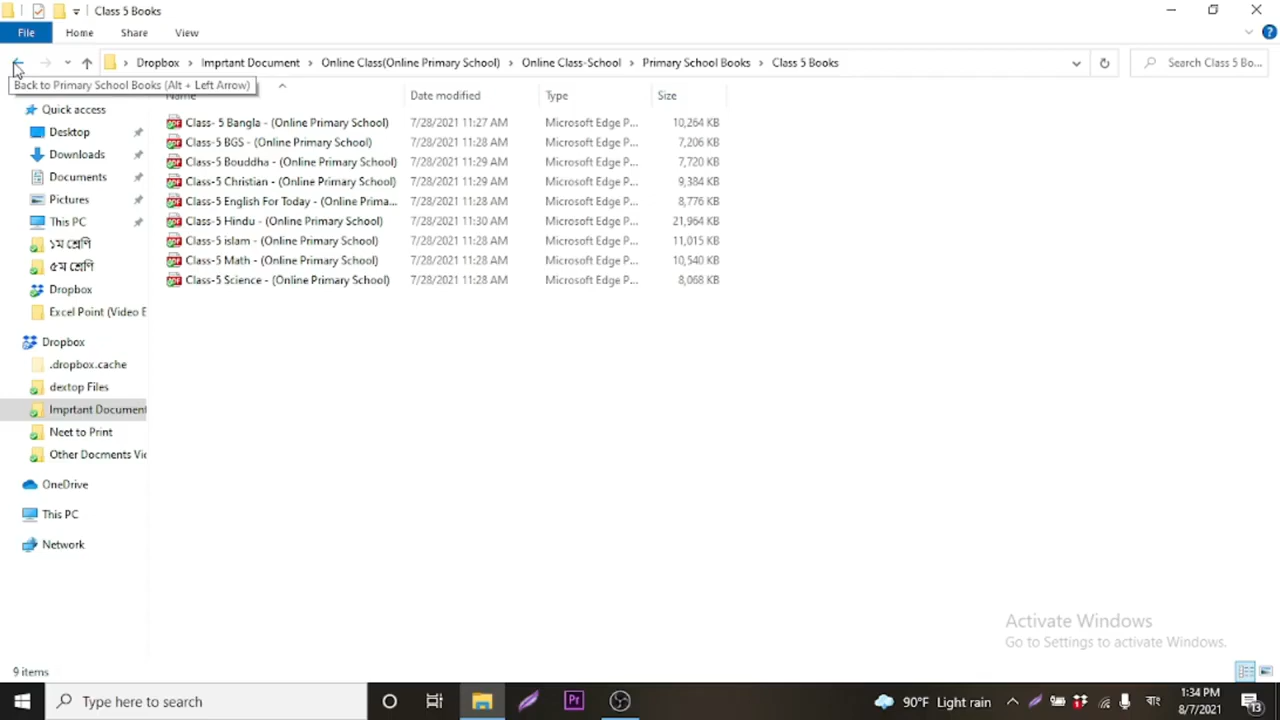 Class 5 Books
File Home Share View
Dropbox › Imprtant Document › Online Class(Online Primary School) › Online Class-School › Primary School Books › Class 5 Books
Search Class 5 Bo...
Back to Primary School Books (Alt + Left Arrow)
Name Date modified Type Size
Class- 5 Bangla - (Online Primary School) 7/28/2021 11:27 AM Microsoft Edge P... 10,264 KB
Class-5 BGS - (Online Primary School) 7/28/2021 11:28 AM Microsoft Edge P... 7,206 KB
Class-5 Bouddha - (Online Primary School) 7/28/2021 11:29 AM Microsoft Edge P... 7,720 KB
Class-5 Christian - (Online Primary School) 7/28/2021 11:29 AM Microsoft Edge P... 9,384 KB
Class-5 English For Today - (Online Prima... 7/28/2021 11:28 AM Microsoft Edge P... 8,776 KB
Class-5 Hindu - (Online Primary School) 7/28/2021 11:30 AM Microsoft Edge P... 21,964 KB
Class-5 islam - (Online Primary School) 7/28/2021 11:28 AM Microsoft Edge P... 11,015 KB
Class-5 Math - (Online Primary School) 7/28/2021 11:28 AM Microsoft Edge P... 10,540 KB
Class-5 Science - (Online Primary School) 7/28/2021 11:28 AM Microsoft Edge P... 8,068 KB
Quick access
Desktop
Downloads
Documents
Pictures
This PC
১ম শ্রেণি
৫ম শ্রেণি
Dropbox
Excel Point (Video E
Dropbox
.dropbox.cache
dextop Files
Imprtant Document
Neet to Print
Other Docments Vi
OneDrive
This PC
Network
Activate Windows
Go to Settings to activate Windows.
9 items
Type here to search
Pr
90°F Light rain
বাং
1:34 PM
8/7/2021
13